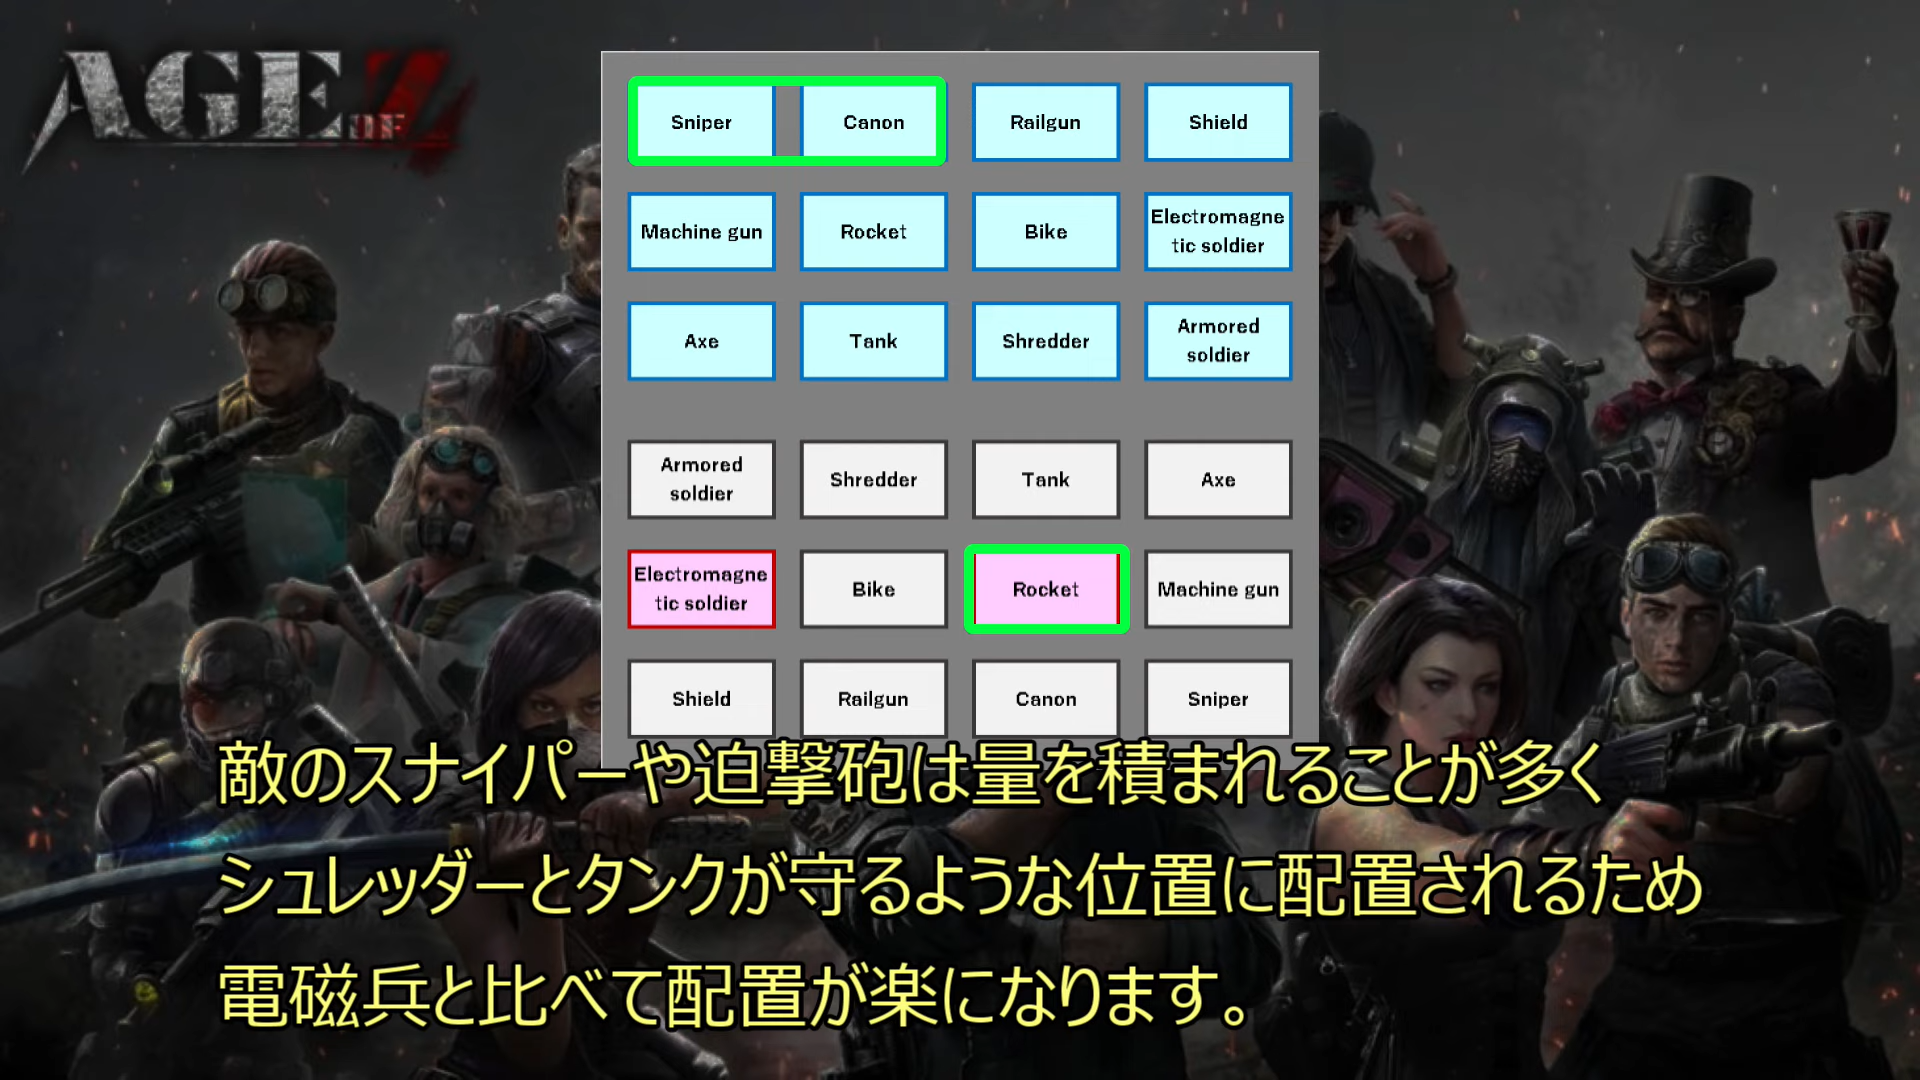 AGE OF Z
Sniper Canon Railgun Shield
Machine gun Rocket Bike Electromagne
tic soldier
Axe Tank Shredder Armored
soldier
Armored
soldier Shredder Tank Axe
Electromagne
tic soldier Bike Rocket Machine gun
Shield Railgun Canon Sniper
敵のスナイパーや迫撃砲は量を積まれることが多く
シュレッダーとタンクが守るような位置に配置されるため
電磁兵と比べて配置が楽になります。